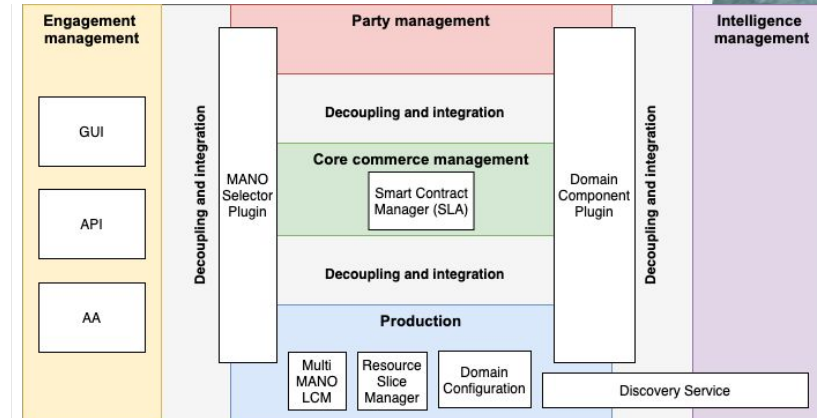 Engagement
management
Party management
Intelligence
management
GUI
API
AA
Decoupling and integration
MANO
Selector
Plugin
Decoupling and integration
Core commerce management
Smart Contract
Manager (SLA)
Decoupling and integration
Domain
Component
Plugin
Decoupling and integration
Production
Multi
MANO
LCM
Resource
Slice
Manager
Domain
Configuration
Discovery Service